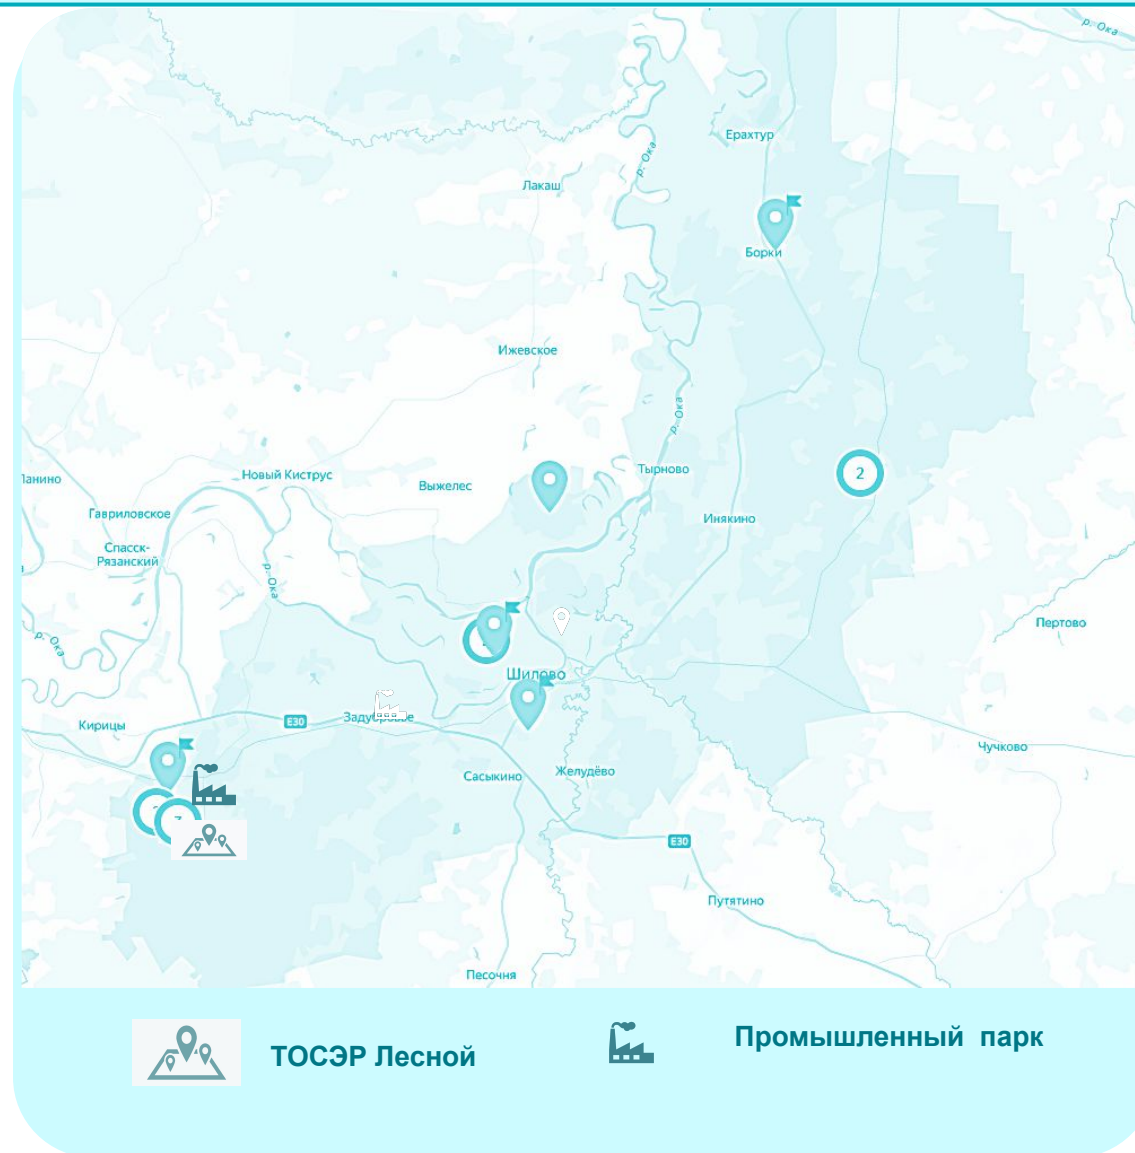 р. Ока
Ерахтур
р. Ока
Лакаш
Борки
Ижевское
р. Ока
Тырново
2
Новый Киструс
Выжелес
Гавриловское
Инякино
Спасск-
Рязанский
р. Ока
р. Ока
Пертово
Шилово
Кирицы
E30
Задубровье
Чучково
Сасыкино
Желудёво
E30
Путятино
Песочня
ТОСЭР Лесной
Промышленный парк